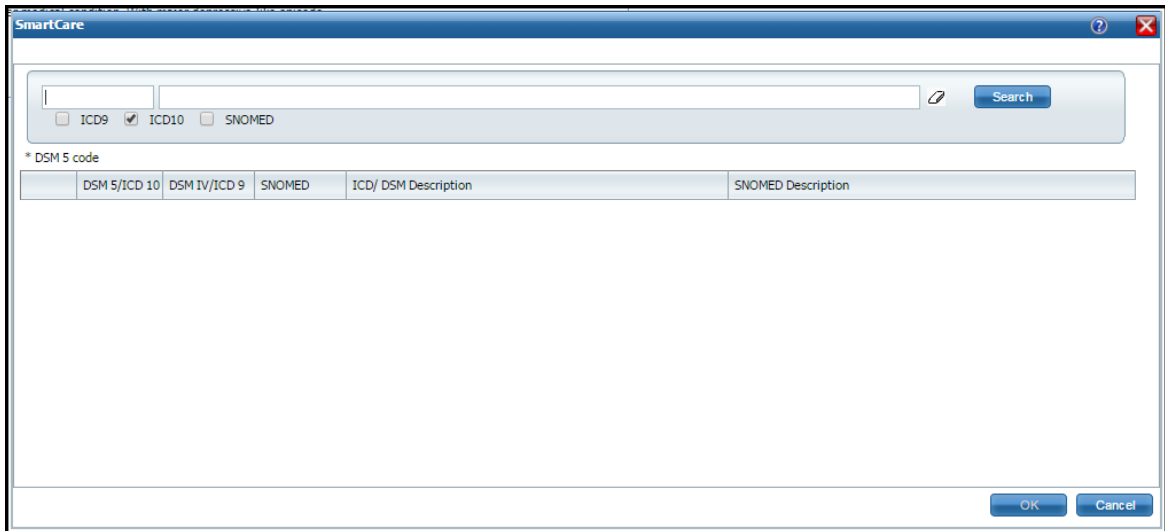 SmartCare
Search
ICD9 ICD10 SNOMED
* DSM 5 code
DSM 5/ICD 10 DSM IV/ICD 9 SNOMED ICD/ DSM Description SNOMED Description
OK Cancel